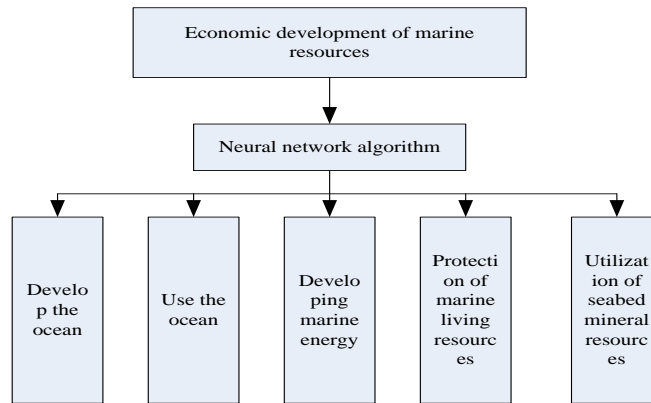 Economic development of marine
resources
Neural network algorithm
Develo
p the
ocean
Use the
ocean
Develo
ping
marine
energy
Protecti
on of
marine
living
resourc
es
Utilizat
ion of
seabed
mineral
resourc
es